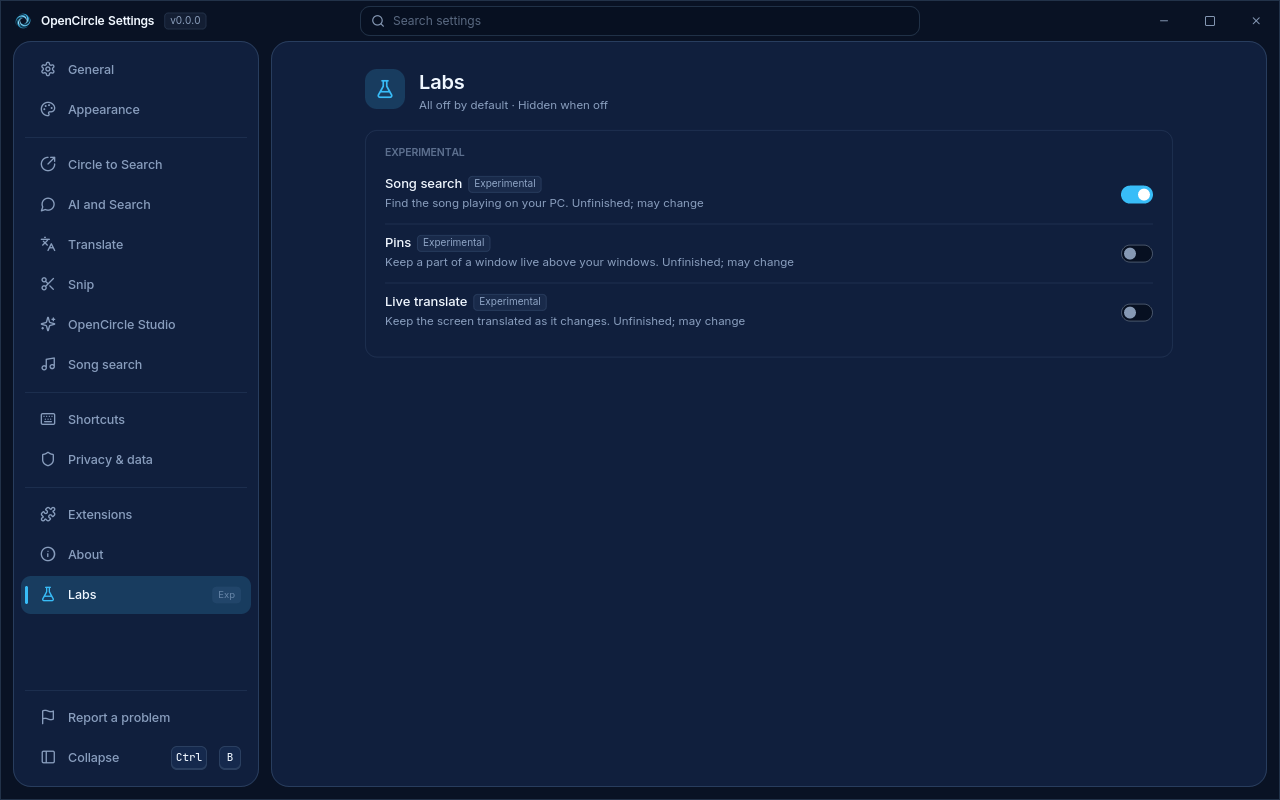 OpenCircle Settings v0.0.0
Search settings
General
Appearance
Circle to Search
AI and Search
Translate
Snip
OpenCircle Studio
Song search
Shortcuts
Privacy & data
Extensions
About
Labs Exp
Report a problem
Collapse Ctrl B
Labs
All off by default · Hidden when off
EXPERIMENTAL
Song search Experimental
Find the song playing on your PC. Unfinished; may change
Pins Experimental
Keep a part of a window live above your windows. Unfinished; may change
Live translate Experimental
Keep the screen translated as it changes. Unfinished; may change